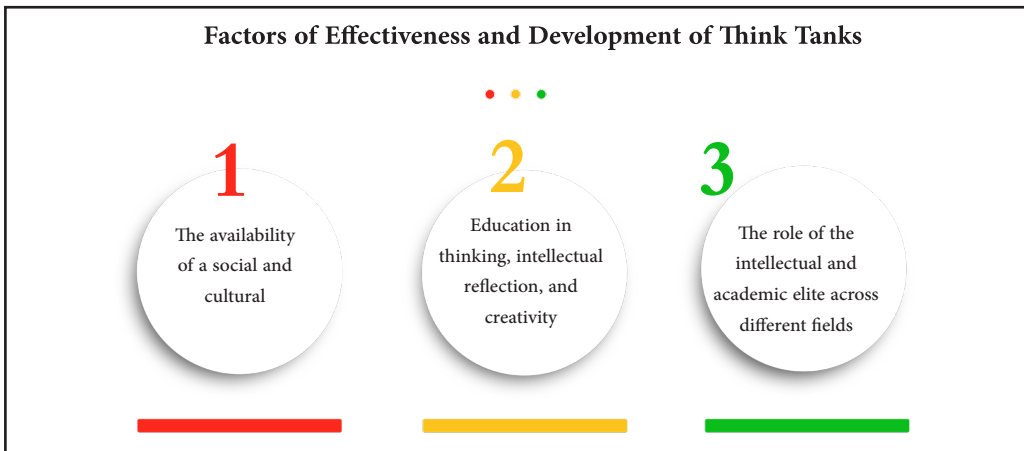 Factors of Effectiveness and Development of Think Tanks
1
The availability
of a social and
cultural
2
Education in
thinking, intellectual
reflection, and
creativity
3
The role of the
intellectual and
academic elite across
different fields